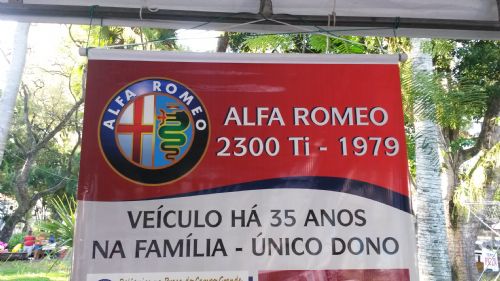 ALFA ROMEO
ALFA ROMEO
2300 Ti - 1979
VEÍCULO HÁ 35 ANOS
NA FAMÍLIA - ÚNICO DONO